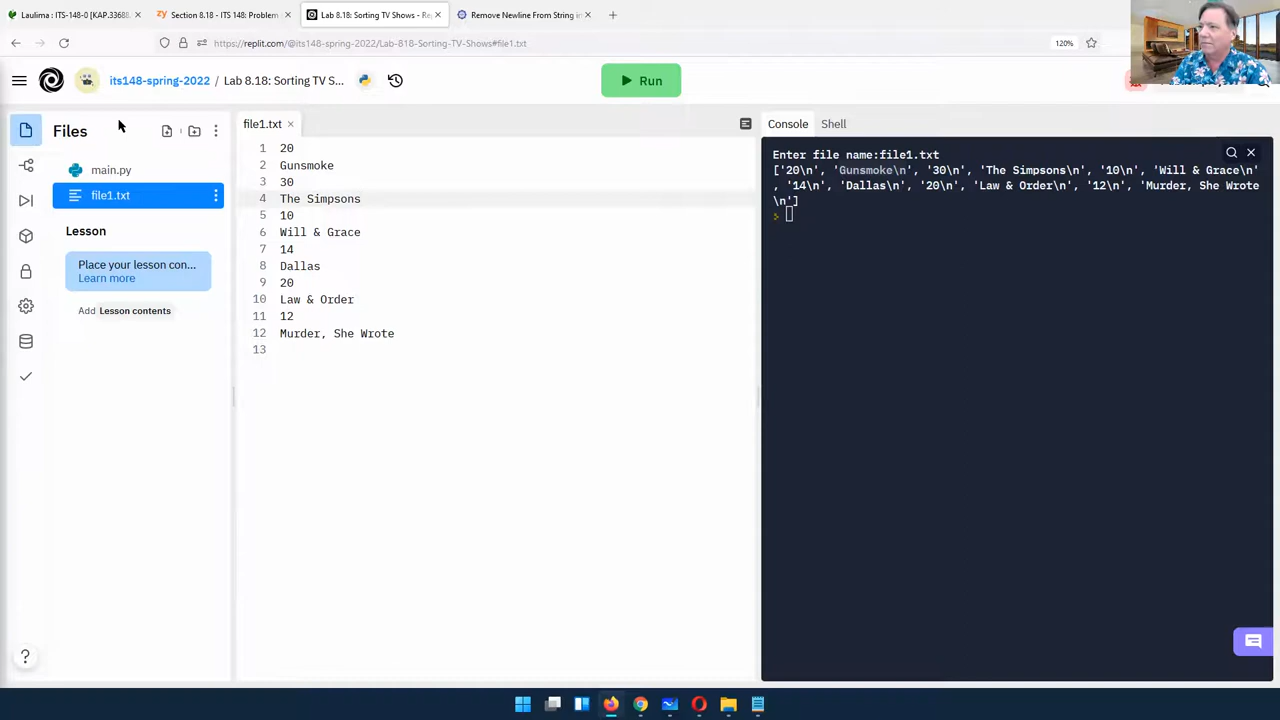 Laulima : ITS-148-0 [KAP.33688.
Section 8.18 - ITS 148: Problem
Lab 8.18: Sorting TV Shows - Re
Remove Newline From String in
https://replit.com/@its148-spring-2022/Lab-818-Sorting-TV-Shows#file1.txt
120%
its148-spring-2022 / Lab 8.18: Sorting TV S...
Run
Files
main.py
file1.txt
Lesson
Place your lesson con...
Learn more
Add Lesson contents
file1.txt
1 20
2 Gunsmoke
3 30
4 The Simpsons
5 10
6 Will & Grace
7 14
8 Dallas
9 20
10 Law & Order
11 12
12 Murder, She Wrote
13
Console Shell
Enter file name:file1.txt
['20\n', 'Gunsmoke\n', '30\n', 'The Simpsons\n', '10\n', 'Will & Grace\n'
, '14\n', 'Dallas\n', '20\n', 'Law & Order\n', '12\n', 'Murder, She Wrote
\n']